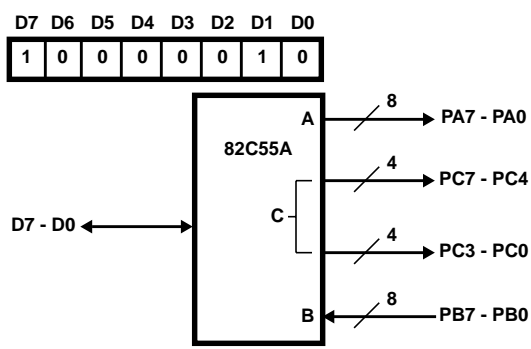 D7 D6 D5 D4 D3 D2 D1 D0
1 0 0 0 0 0 1 0
A 8 PA7 - PA0
82C55A
4 PC7 - PC4
C
D7 - D0
4 PC3 - PC0
B 8 PB7 - PB0